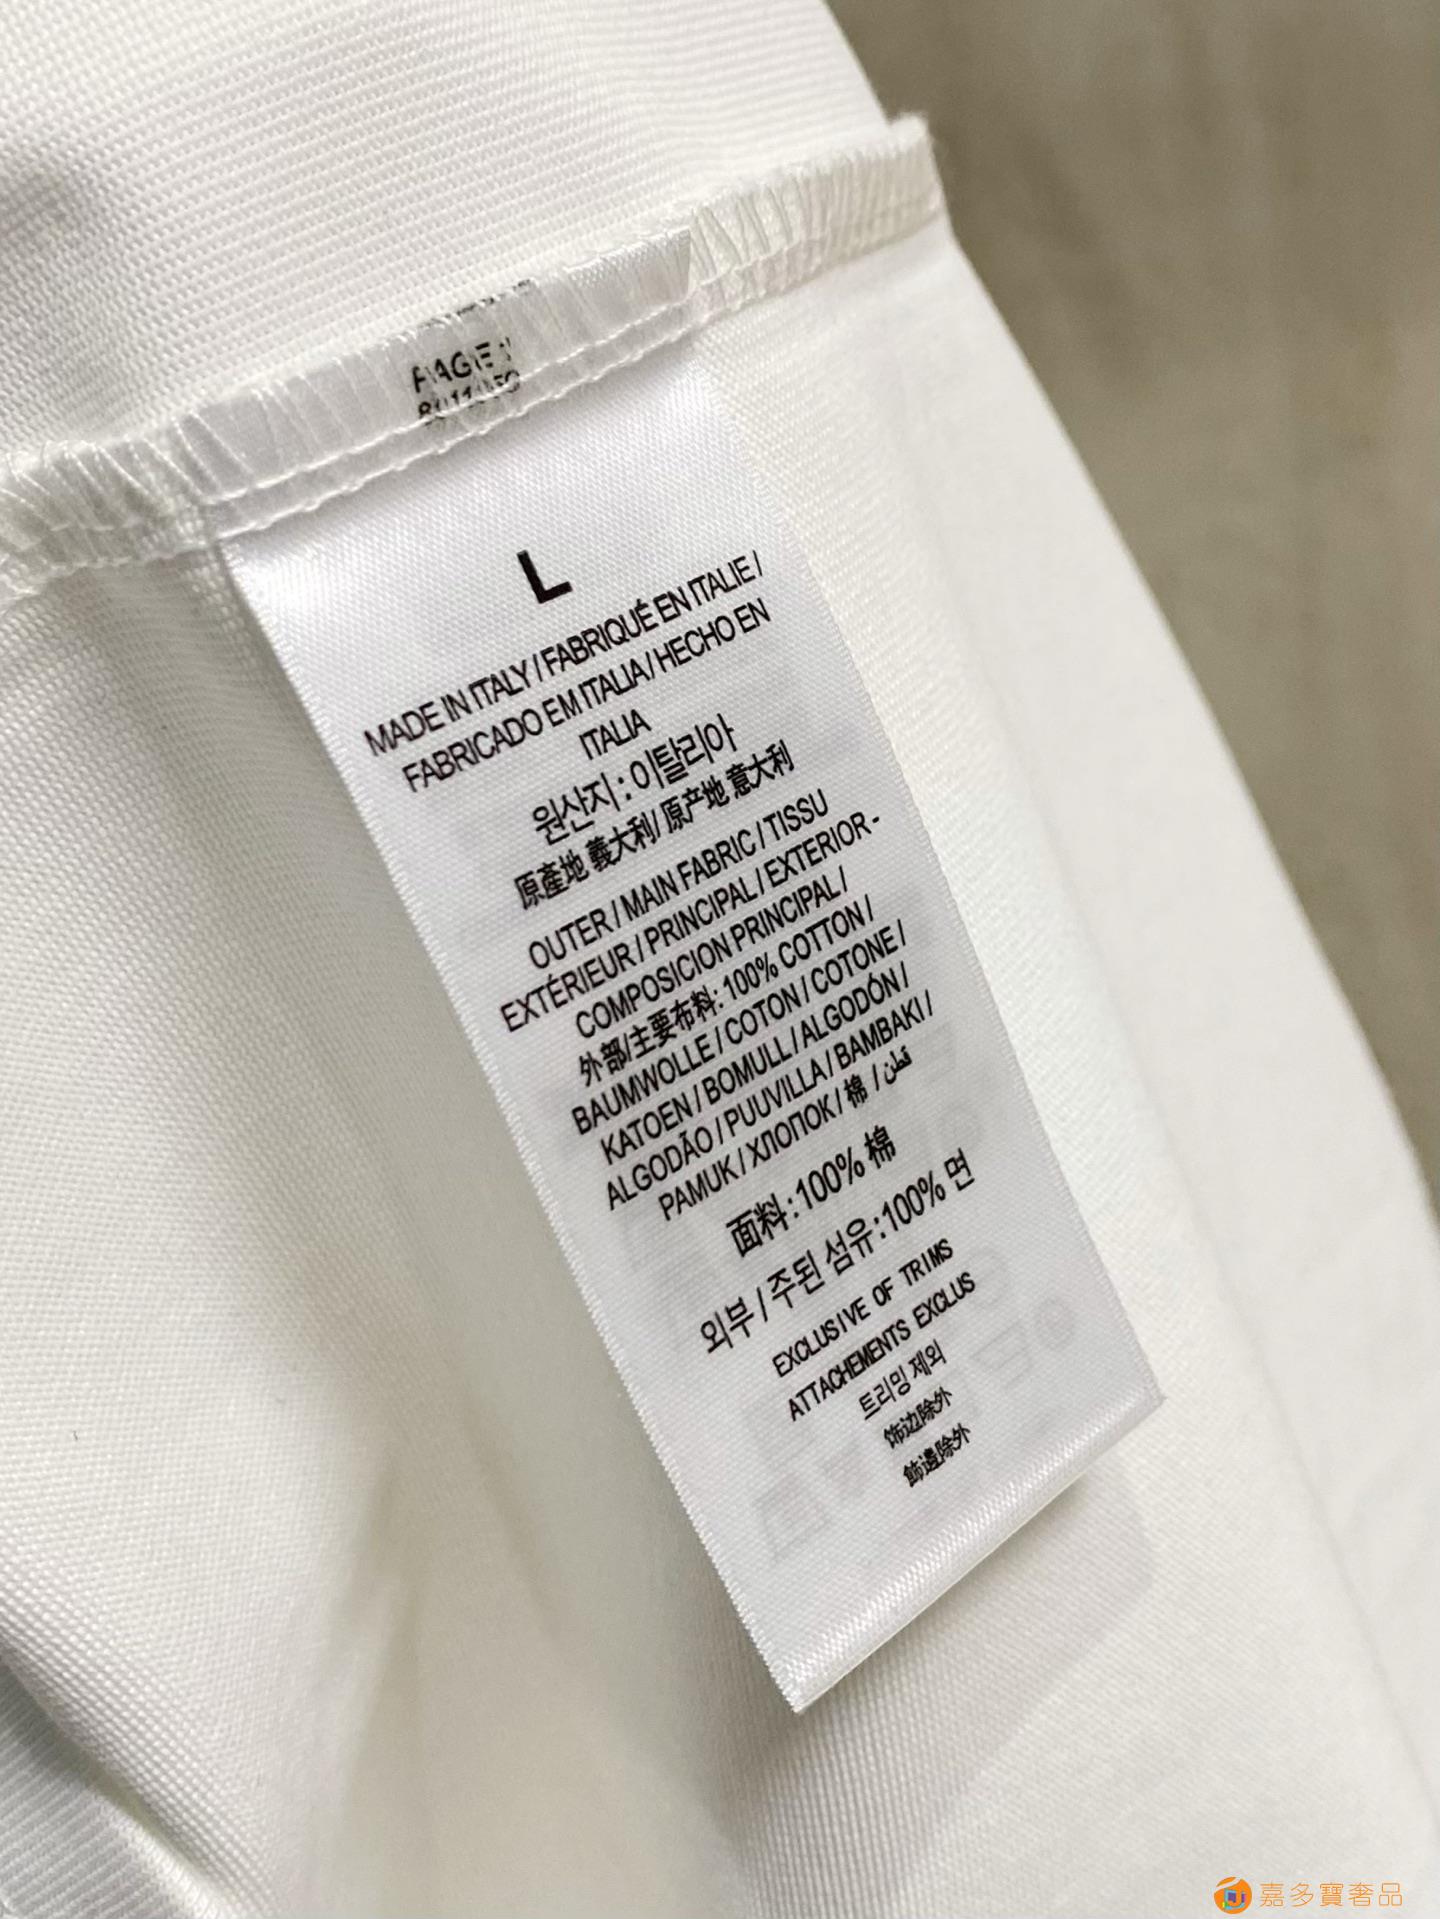 L
MADE IN ITALY / FABRIQUÉ EN ITALIE /
FABRICADO EM ITALIA / HECHO EN
ITALIA
원산지 : 이탈리아
原產地 義大利/ 原产地 意大利
OUTER / MAIN FABRIC / TISSU
EXTÉRIEUR / PRINCIPAL / EXTERIOR -
COMPOSICION PRINCIPAL /
外部/主要布料: 100% COTTON /
BAUMWOLLE / COTON / COTONE /
KATOEN / BOMULL / ALGODÓN /
ALGODÃO / PUUVILLA / BAMBAKI /
PAMUK / ХЛОПОК / 棉 / قطن
面料 : 100% 棉
외부 / 주된 섬유 : 100% 면
EXCLUSIVE OF TRIMS
ATTACHEMENTS EXCLUS
트리밍 제외
饰边除外
飾邊除外
嘉多寶奢品